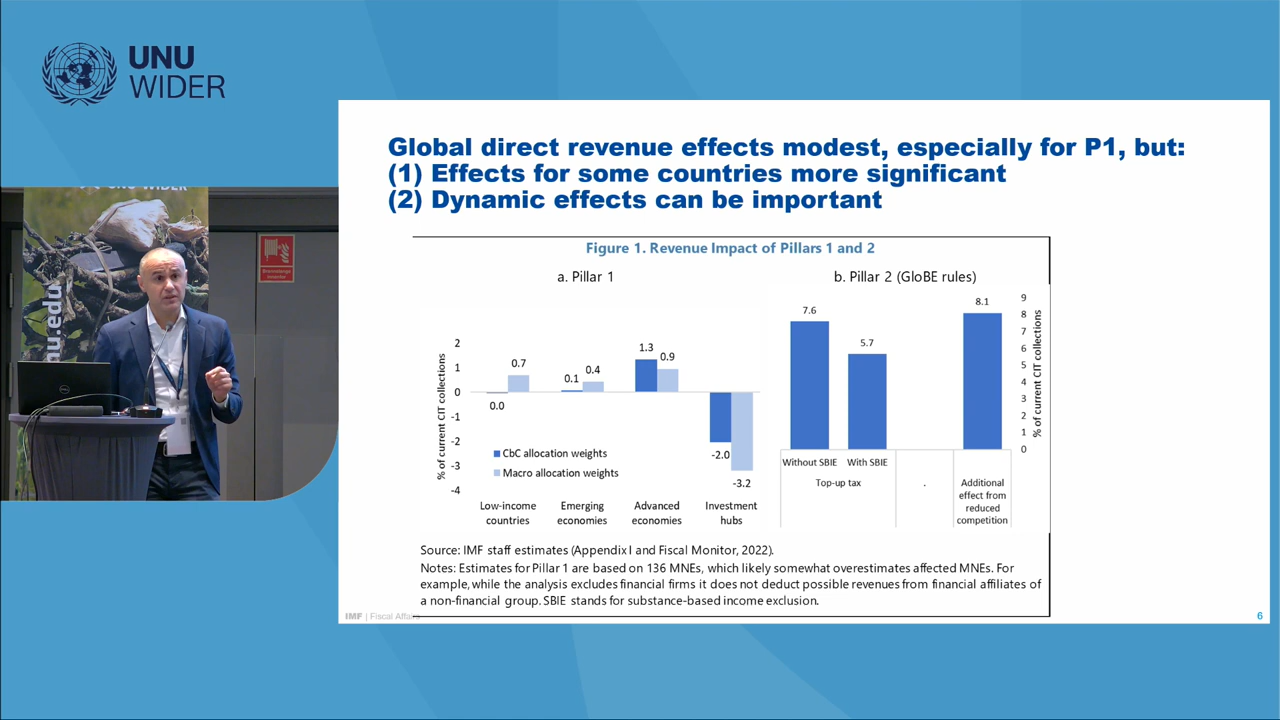 UNU
WIDER
UNU WIDER
nu.edu
Global direct revenue effects modest, especially for P1, but:
(1) Effects for some countries more significant
(2) Dynamic effects can be important
Figure 1. Revenue Impact of Pillars 1 and 2
a. Pillar 1
% of current CIT collections
2
1
0
-1
-2
-3
-4
0.0
0.7
0.1
0.4
1.3
0.9
-2.0
-3.2
CbC allocation weights
Macro allocation weights
Low-income
countries
Emerging
economies
Advanced
economies
Investment
hubs
b. Pillar 2 (GloBE rules)
7.6
5.7
8.1
9
8
7
6
5
4
3
2
1
0
% of current CIT collections
Without SBIE
With SBIE
Top-up tax
.
Additional
effect from
reduced
competition
Source: IMF staff estimates (Appendix I and Fiscal Monitor, 2022).
Notes: Estimates for Pillar 1 are based on 136 MNEs, which likely somewhat overestimates affected MNEs. For
example, while the analysis excludes financial firms it does not deduct possible revenues from financial affiliates of
a non-financial group. SBIE stands for substance-based income exclusion.
IMF | Fiscal Affairs
6